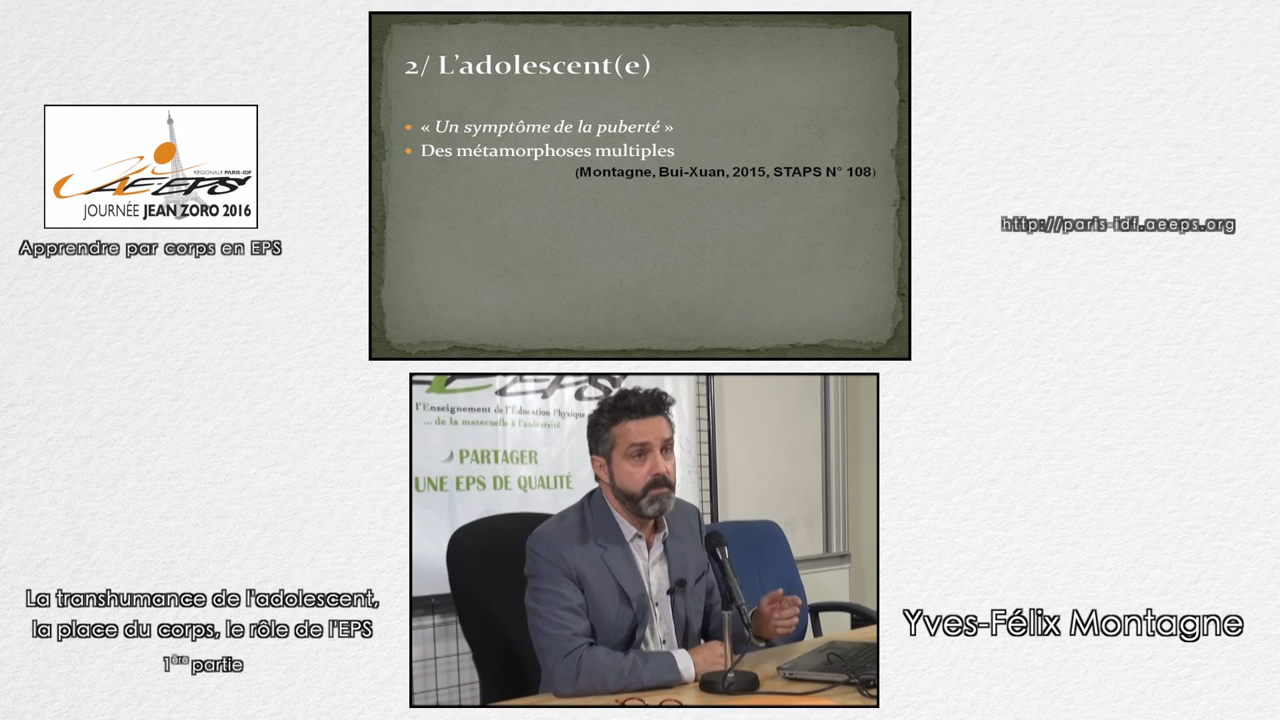 2/ L'adolescent(e)
• « Un symptôme de la puberté »
• Des métamorphoses multiples
(Montagne, Bui-Xuan, 2015, STAPS N° 108)
RÉGIONALE PARIS-IDF
AE-EPS
JOURNÉE JEAN ZORO 2016
Apprendre par corps en EPS
http://paris-idf.aeeps.org
l'Enseignement de l'Éducation Physique
... de la maternelle à l'université
PARTAGER
UNE EPS DE QUALITÉ
La transhumance de l'adolescent,
la place du corps, le rôle de l'EPS
1ère partie
Yves-Félix Montagne